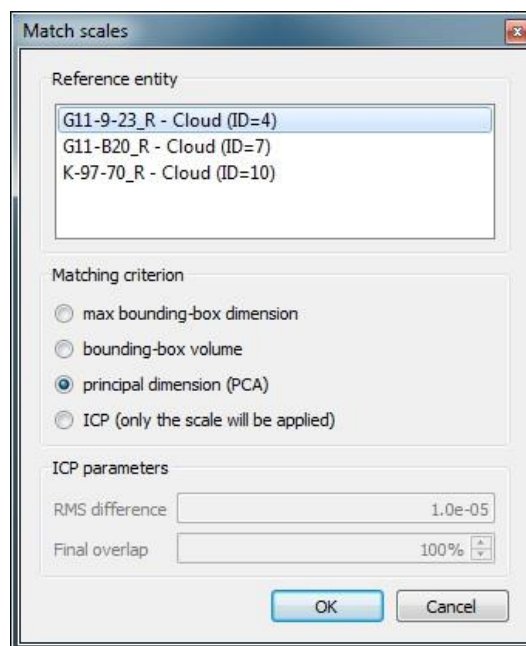 Match scales
Reference entity
G11-9-23_R - Cloud (ID=4)
G11-B20_R - Cloud (ID=7)
K-97-70_R - Cloud (ID=10)
Matching criterion
max bounding-box dimension
bounding-box volume
principal dimension (PCA)
ICP (only the scale will be applied)
ICP parameters
RMS difference 1.0e-05
Final overlap 100%
OK Cancel